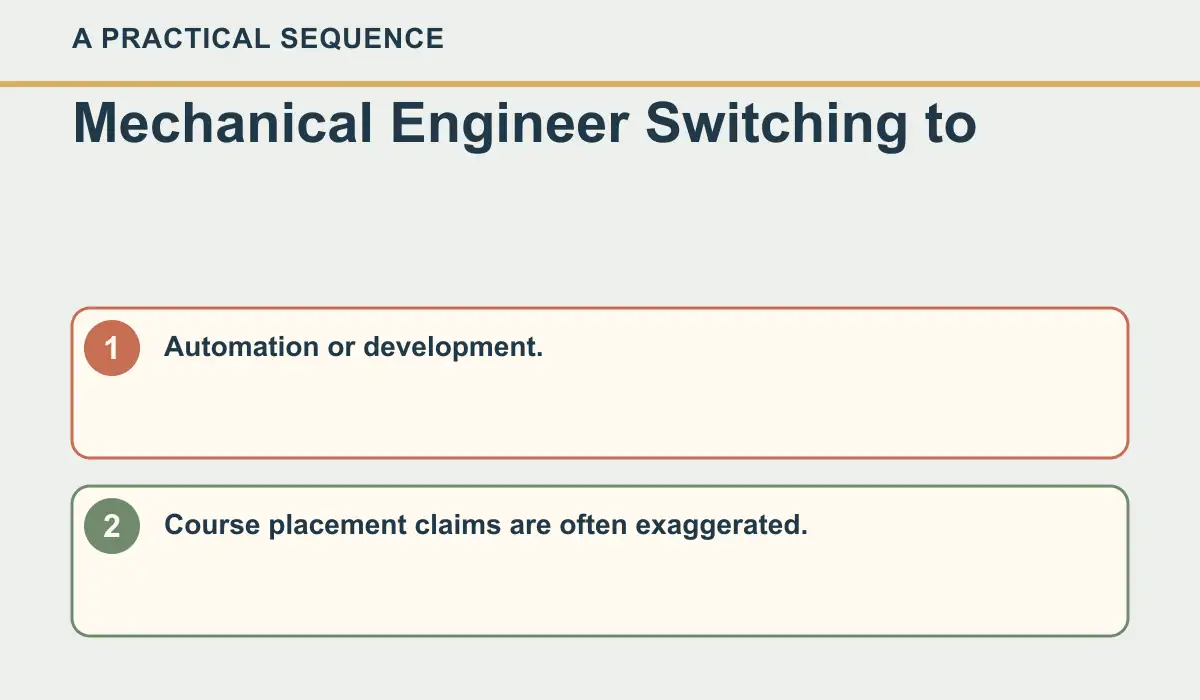 A PRACTICAL SEQUENCE
Mechanical Engineer Switching to
1 Automation or development.
2 Course placement claims are often exaggerated.